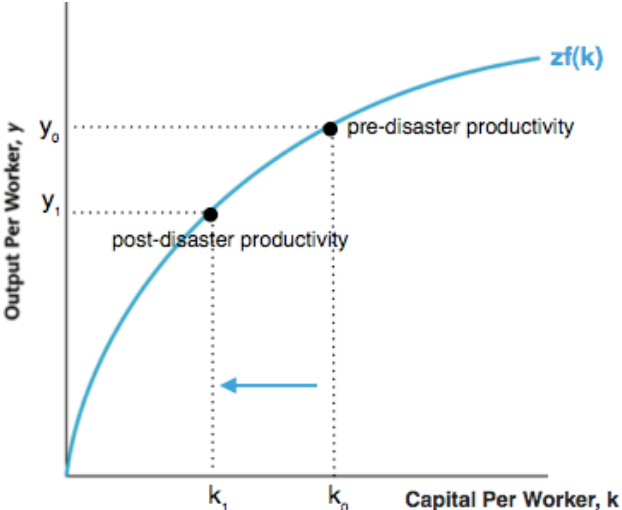 zf(k)
y₀
pre-disaster productivity
y₁
post-disaster productivity
Output Per Worker, y
k₁
k₀
Capital Per Worker, k